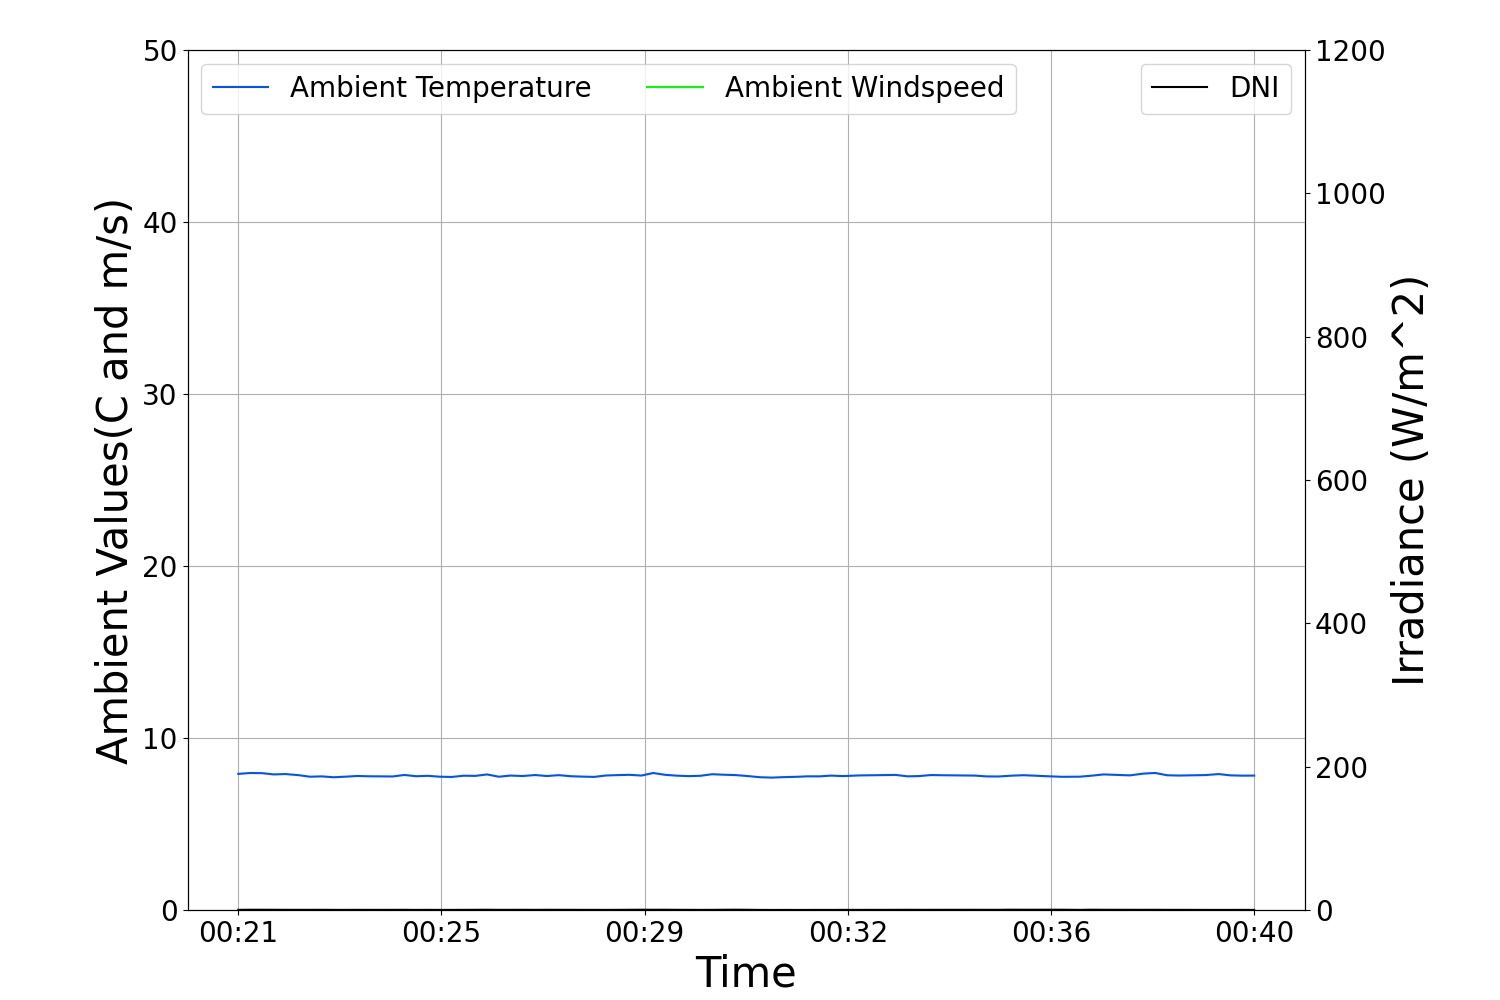 Ambient Temperature Ambient Windspeed DNI
50
40
30
20
10
0
Ambient Values(C and m/s)
1200
1000
800
600
400
200
0
Irradiance (W/m^2)
00:21 00:25 00:29 00:32 00:36 00:40
Time